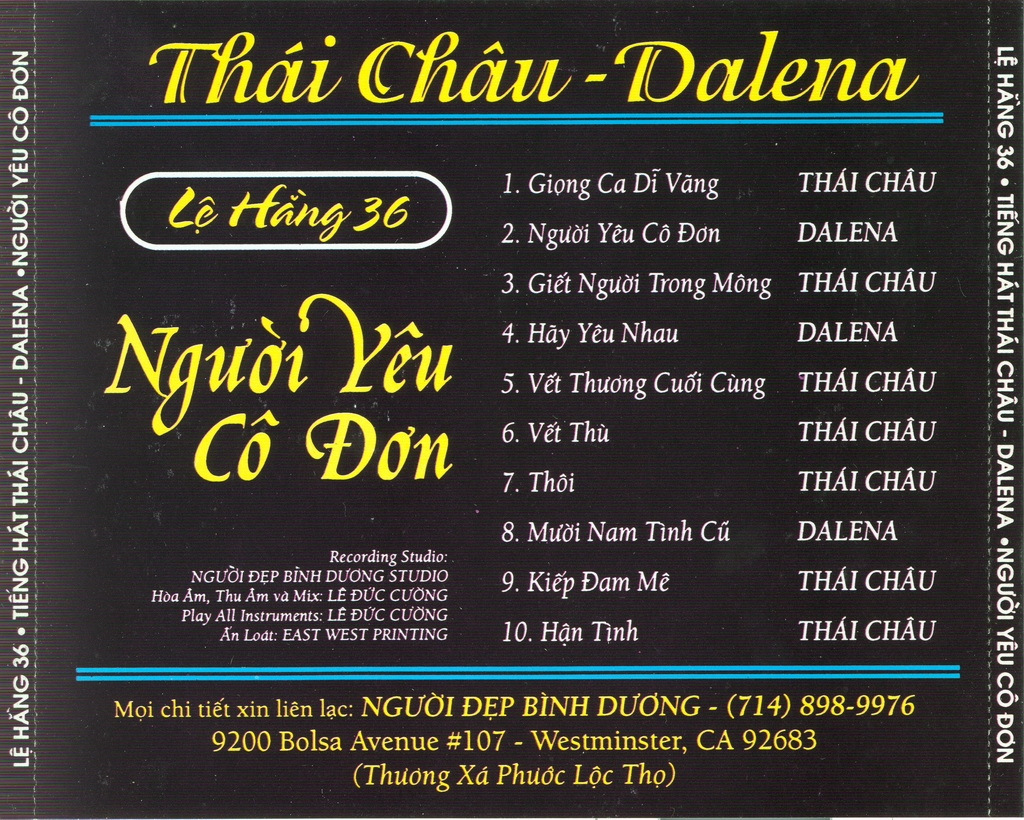 Thái Châu - Dalena
Lệ Hằng 36
Người Yêu
Cô Đơn
1. Giọng Ca Dĩ Vãng THÁI CHÂU
2. Người Yêu Cô Đơn DALENA
3. Giết Người Trong Mông THÁI CHÂU
4. Hãy Yêu Nhau DALENA
5. Vết Thương Cuối Cùng THÁI CHÂU
6. Vết Thù THÁI CHÂU
7. Thôi THÁI CHÂU
8. Mười Nam Tình Cũ DALENA
9. Kiếp Đam Mê THÁI CHÂU
10. Hận Tình THÁI CHÂU
Recording Studio:
NGƯỜI ĐẸP BÌNH DƯƠNG STUDIO
Hòa Âm, Thu Âm và Mix: LÊ ĐỨC CƯỜNG
Play All Instruments: LÊ ĐỨC CƯỜNG
Ấn Loát: EAST WEST PRINTING
Mọi chi tiết xin liên lạc: NGƯỜI ĐẸP BÌNH DƯƠNG - (714) 898-9976
9200 Bolsa Avenue #107 - Westminster, CA 92683
(Thương Xá Phước Lộc Thọ)
LỆ HẰNG 36 • TIẾNG HÁT THÁI CHÂU - DALENA • NGƯỜI YÊU CÔ ĐƠN
LỆ HẰNG 36 • TIẾNG HÁT THÁI CHÂU - DALENA • NGƯỜI YÊU CÔ ĐƠN